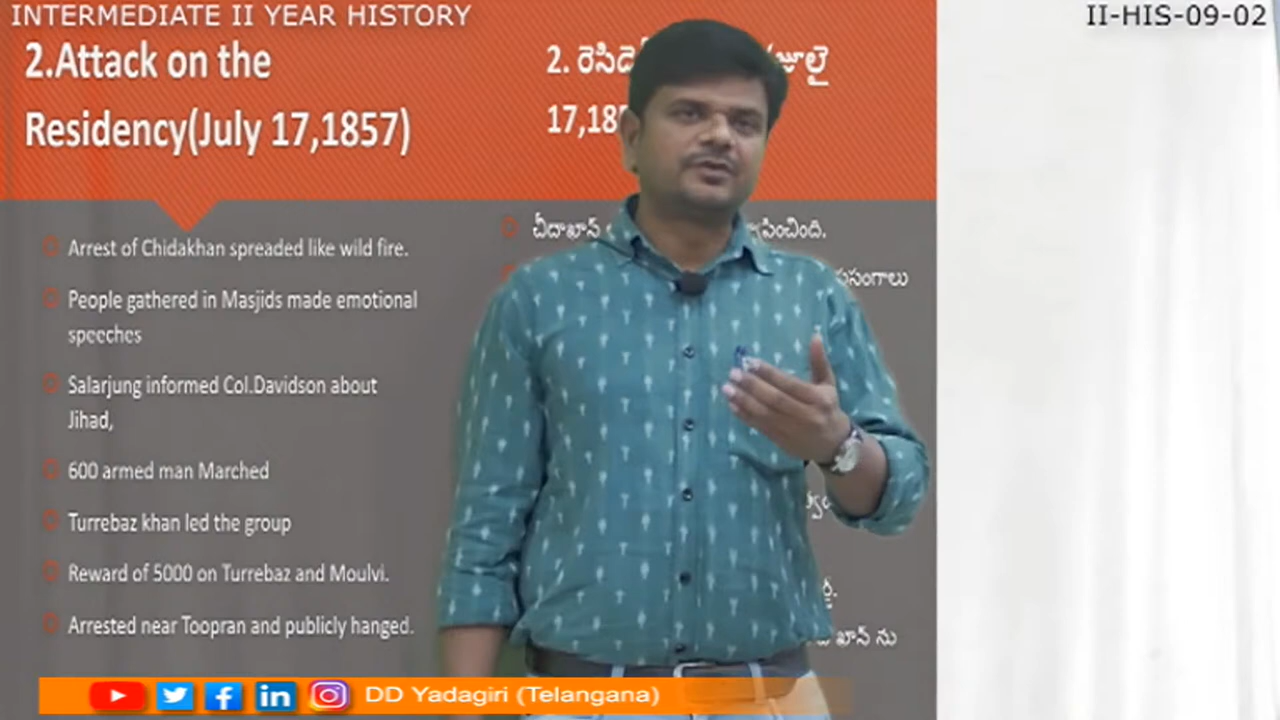 INTERMEDIATE II YEAR HISTORY
II-HIS-09-02
2.Attack on the
Residency(July 17,1857)
2.
17,18
Arrest of Chidakhan spreaded like wild fire.
People gathered in Masjids made emotional
speeches
Salarjung informed Col.Davidson about
Jihad,
600 armed man Marched
Turrebaz khan led the group
Reward of 5000 on Turrebaz and Moulvi.
Arrested near Toopran and publicly hanged.
చీదాఖాన్
ఖాన్ ను
DD Yadagiri (Telangana)